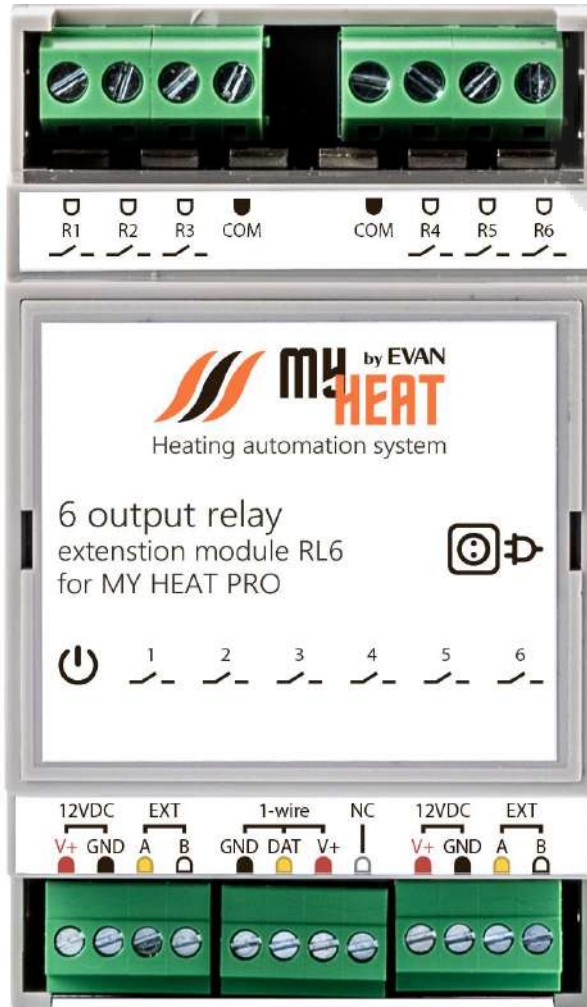 R1 R2 R3 COM COM R4 R5 R6
MY HEAT by EVAN
Heating automation system
6 output relay
extenstion module RL6
for MY HEAT PRO
1 2 3 4 5 6
12VDC EXT 1-wire NC 12VDC EXT
V+ GND A B GND DAT V+ V+ GND A B